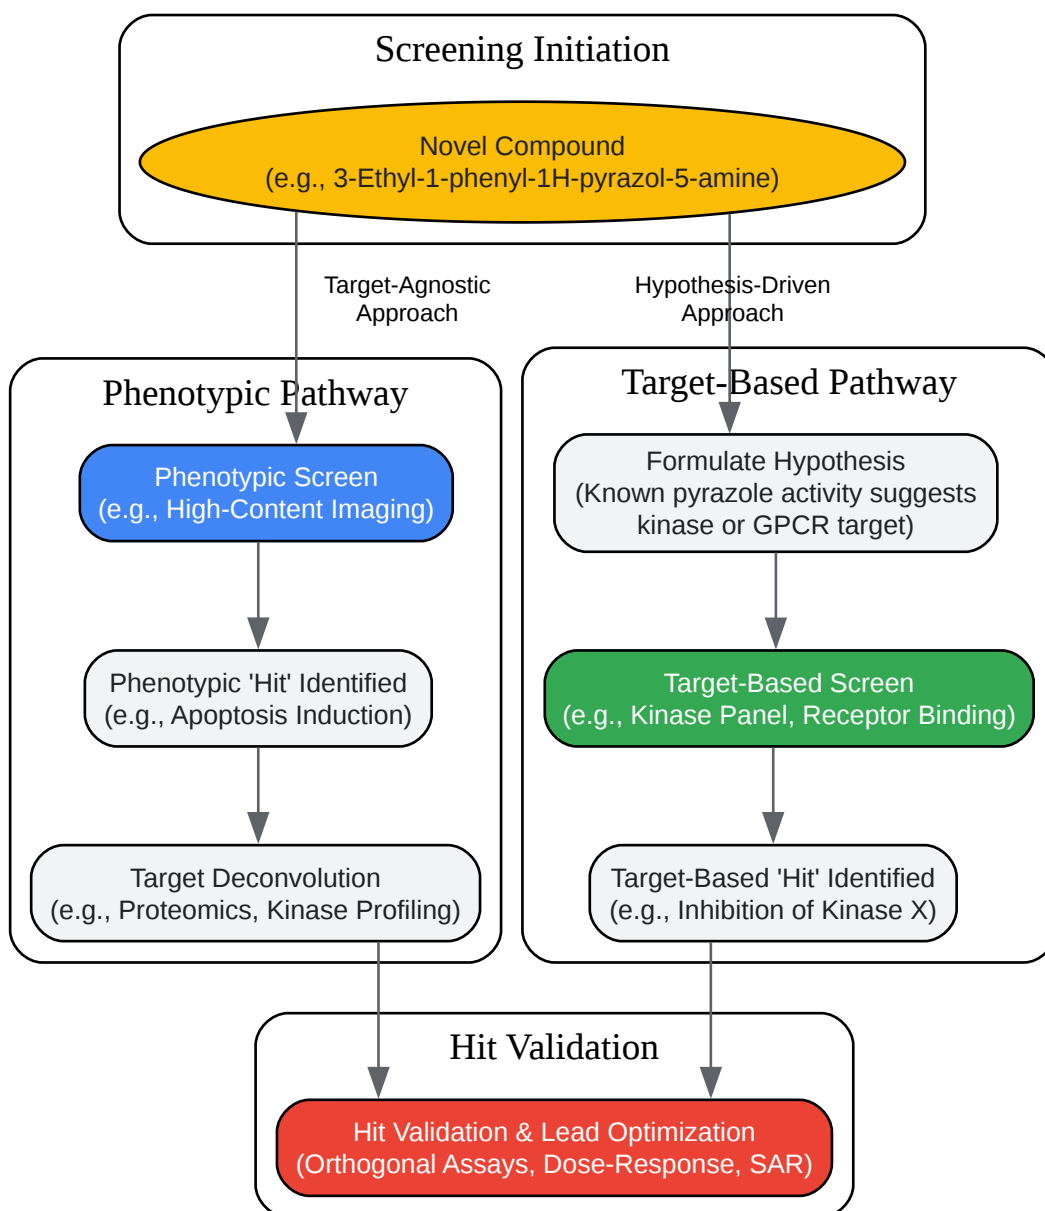 Screening Initiation
Novel Compound
(e.g., 3-Ethyl-1-phenyl-1H-pyrazol-5-amine)
Target-Agnostic
Approach
Hypothesis-Driven
Approach
Phenotypic Pathway
Phenotypic Screen
(e.g., High-Content Imaging)
Phenotypic 'Hit' Identified
(e.g., Apoptosis Induction)
Target Deconvolution
(e.g., Proteomics, Kinase Profiling)
Target-Based Pathway
Formulate Hypothesis
(Known pyrazole activity suggests
kinase or GPCR target)
Target-Based Screen
(e.g., Kinase Panel, Receptor Binding)
Target-Based 'Hit' Identified
(e.g., Inhibition of Kinase X)
Hit Validation
Hit Validation & Lead Optimization
(Orthogonal Assays, Dose-Response, SAR)